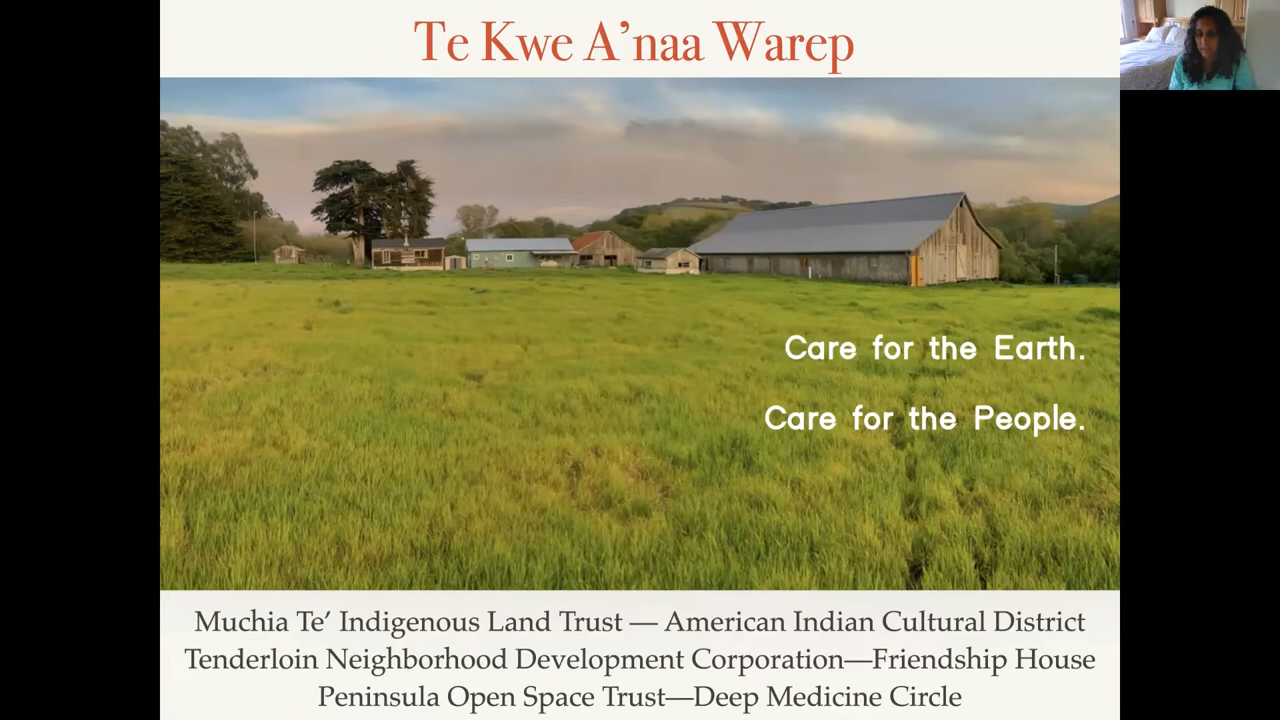 Te Kwe A’naa Warep
Care for the Earth.
Care for the People.
Muchia Te’ Indigenous Land Trust — American Indian Cultural District
Tenderloin Neighborhood Development Corporation—Friendship House
Peninsula Open Space Trust—Deep Medicine Circle